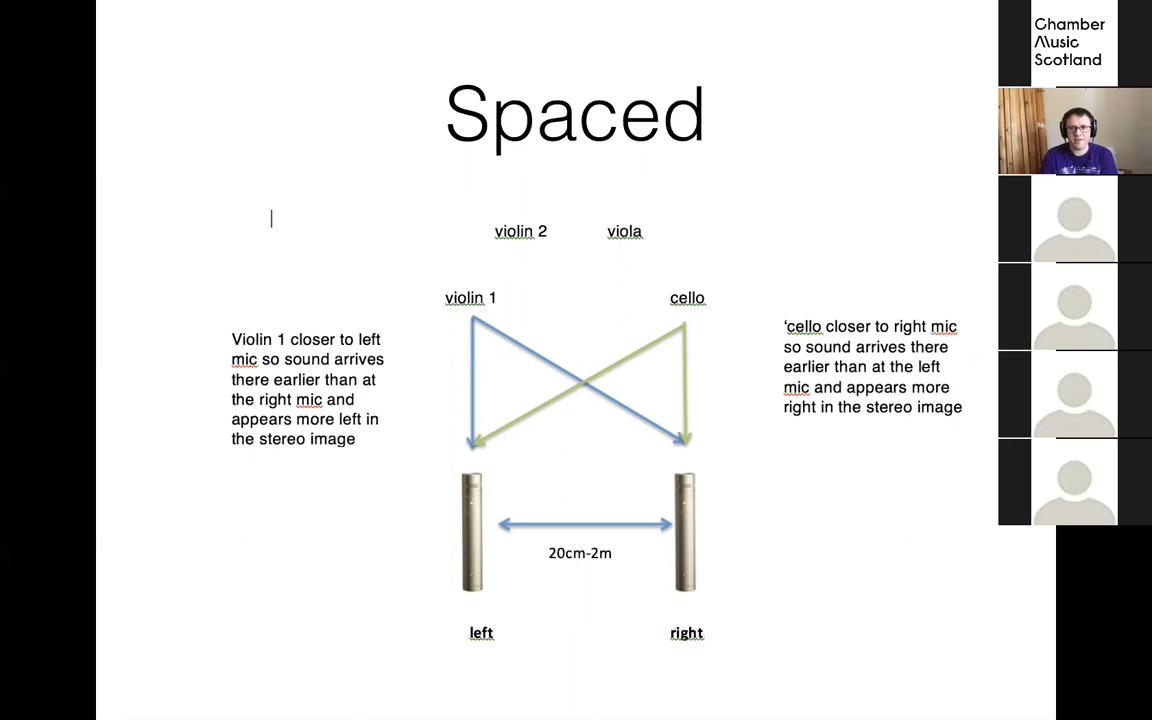 Chamber
Music
Scotland
Spaced
violin 2
viola
violin 1
cello
Violin 1 closer to left
mic so sound arrives
there earlier than at
the right mic and
appears more left in
the stereo image
‘cello closer to right mic
so sound arrives there
earlier than at the left
mic and appears more
right in the stereo image
20cm-2m
left
right